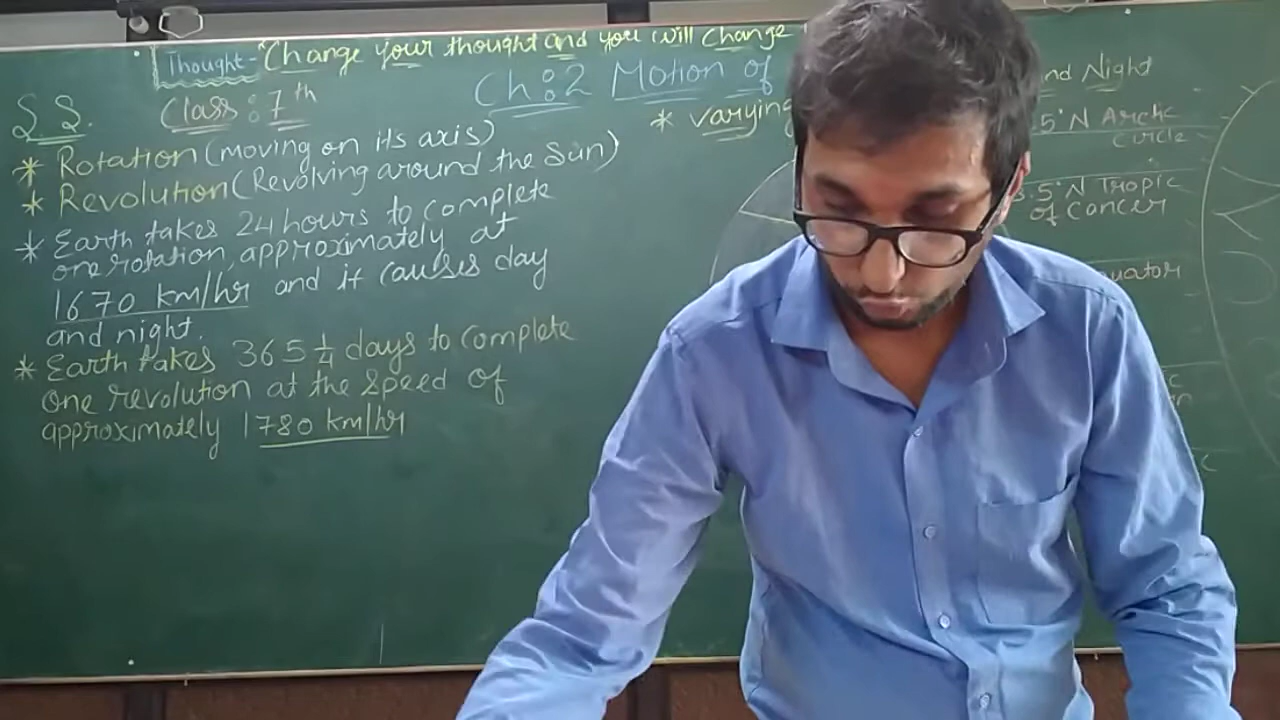 Thought - "Change your thought and you will change
Ch:2 Motion of
S.S.
Class : 7th
* Rotation (moving on its axis)
* Revolution (Revolving around the Sun)
* Earth takes 24 hours to complete
one rotation, approximately at
1670 km/hr and it causes day
and night.
* Earth takes 365 1/4 days to complete
one revolution at the speed of
approximately 1780 km/hr
* varying
nd Night
.5°N Arctic
circle
.5°N Tropic
of Cancer
uator